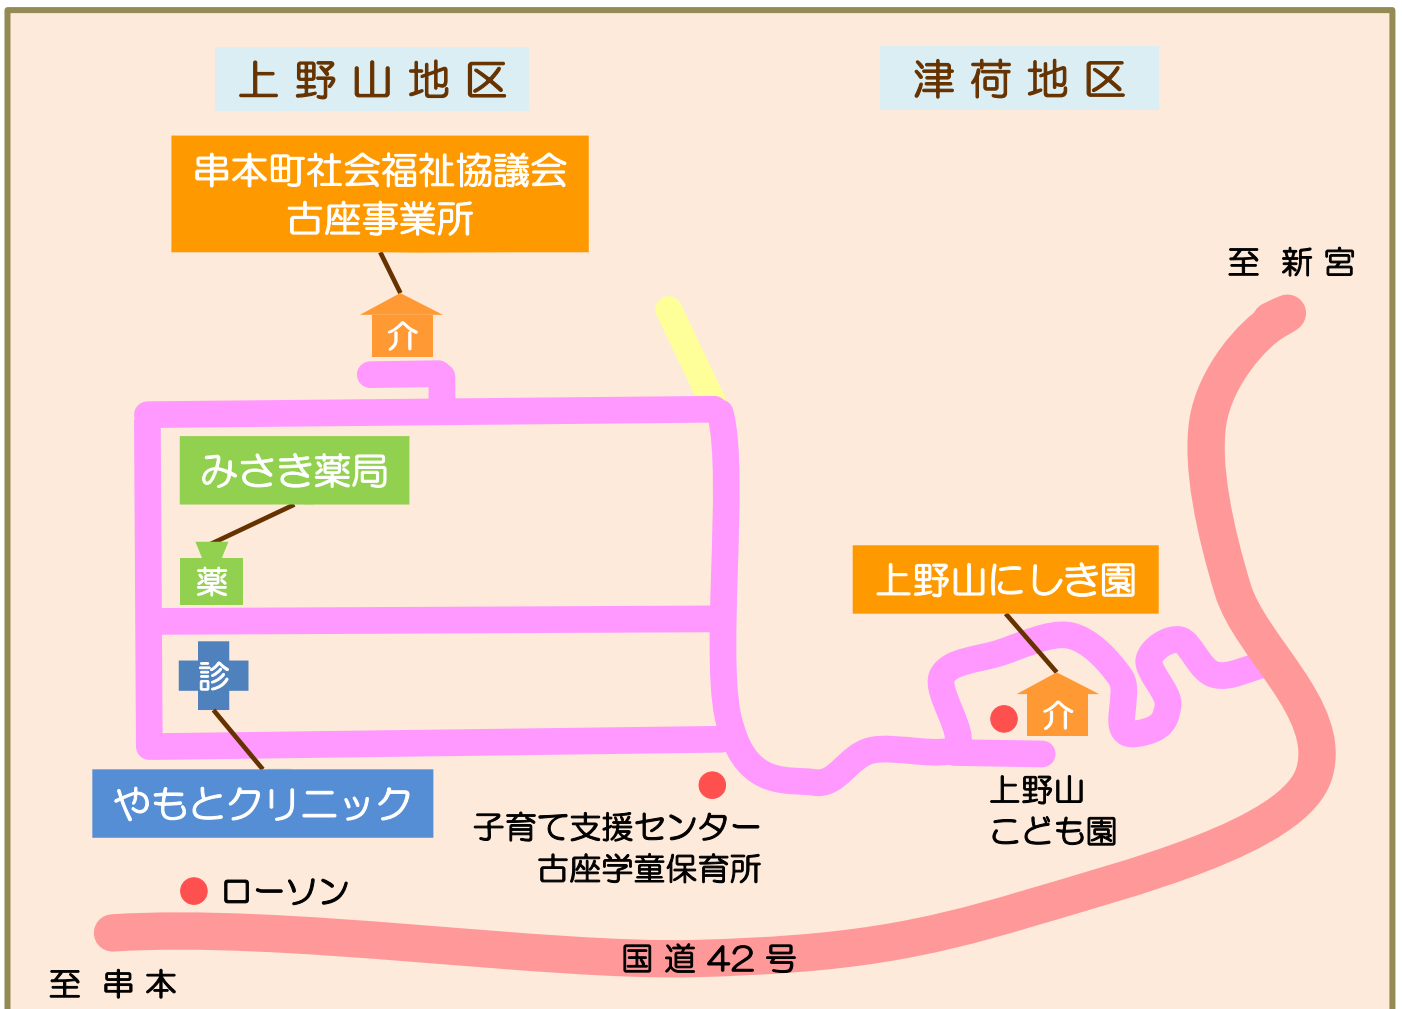 上野山地区
津荷地区
串本町社会福祉協議会
古座事業所
至 新宮
介
みさき薬局
薬
上野山にしき園
診
介
やもとクリニック
上野山
こども園
子育て支援センター
古座学童保育所
ローソン
国道42号
至 串本